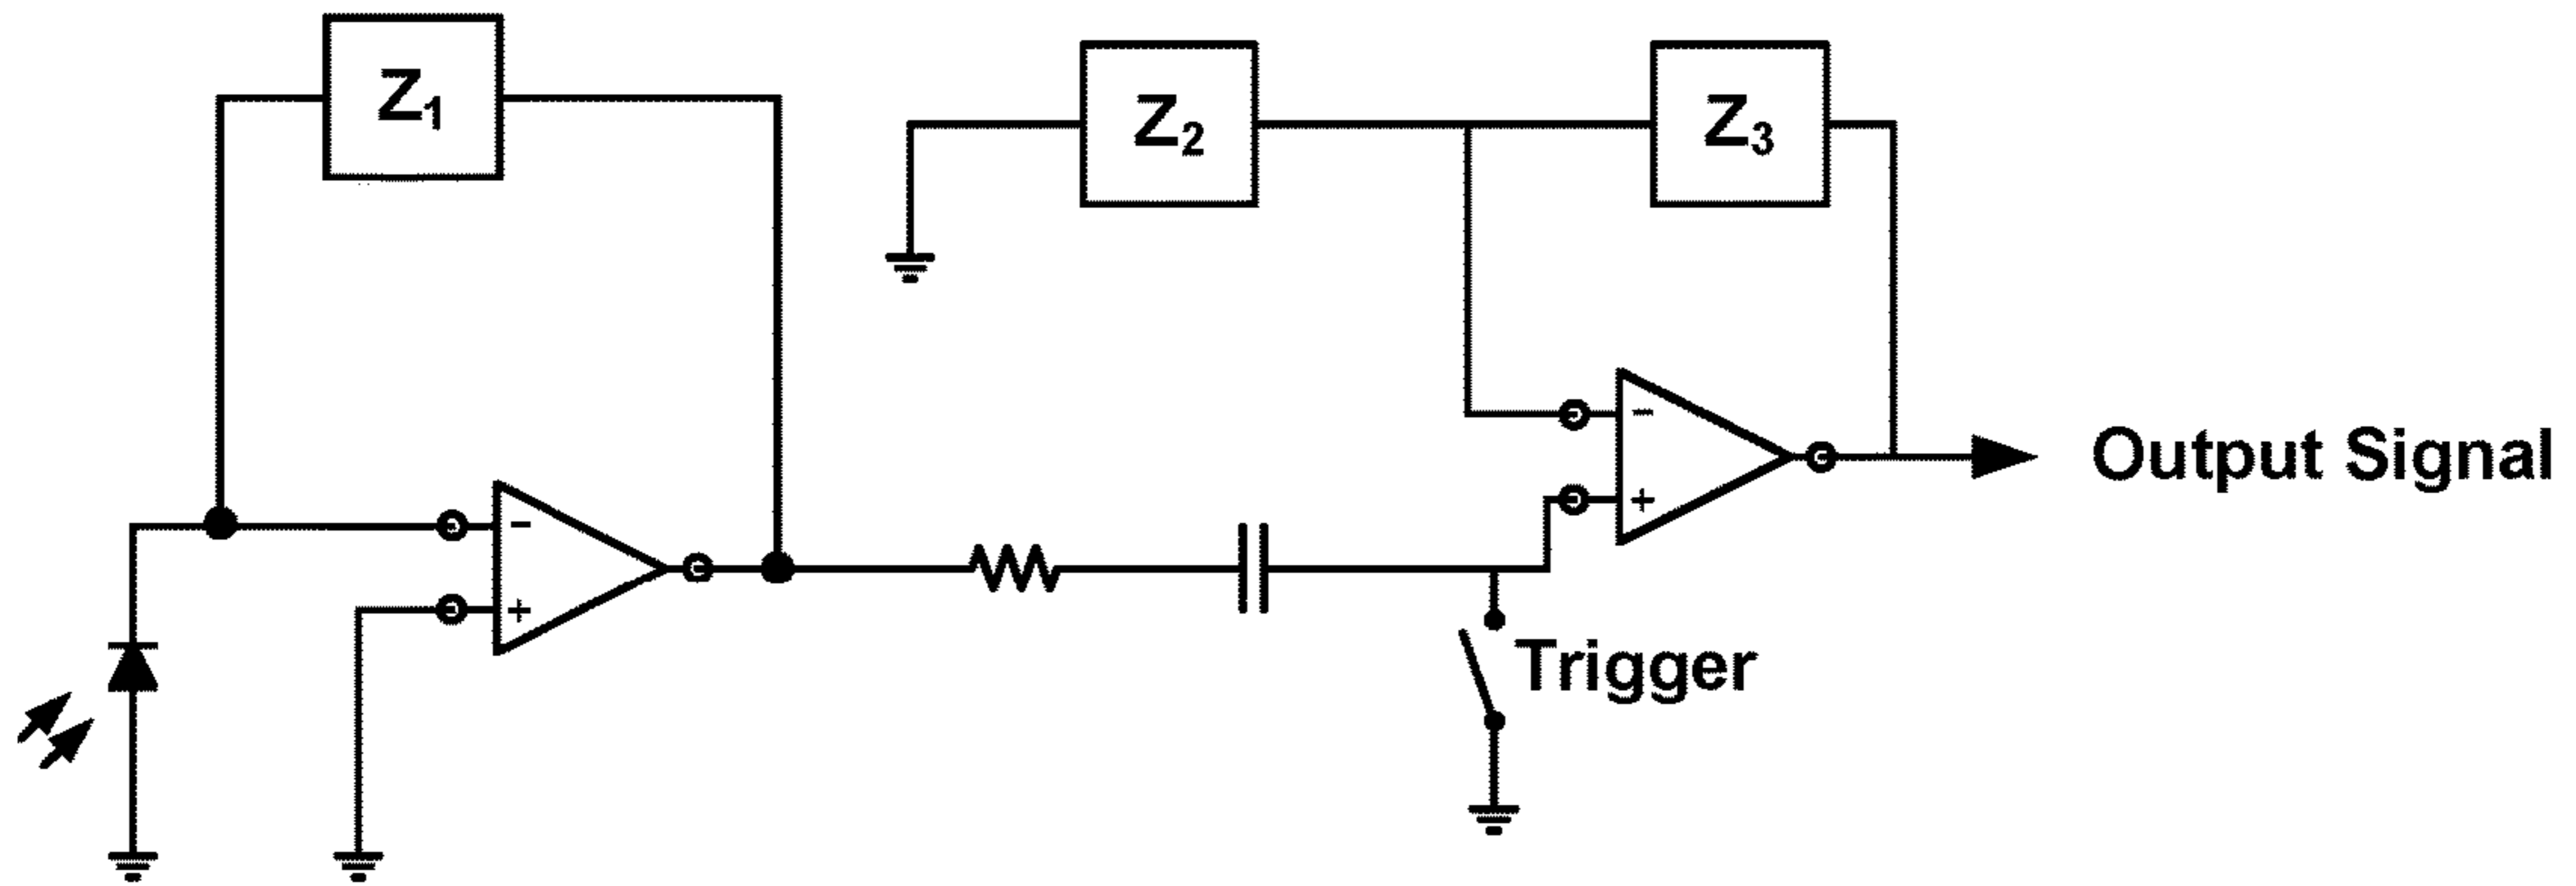 Z₁
Z₂
Z₃
−
+
−
+
Output Signal
Trigger